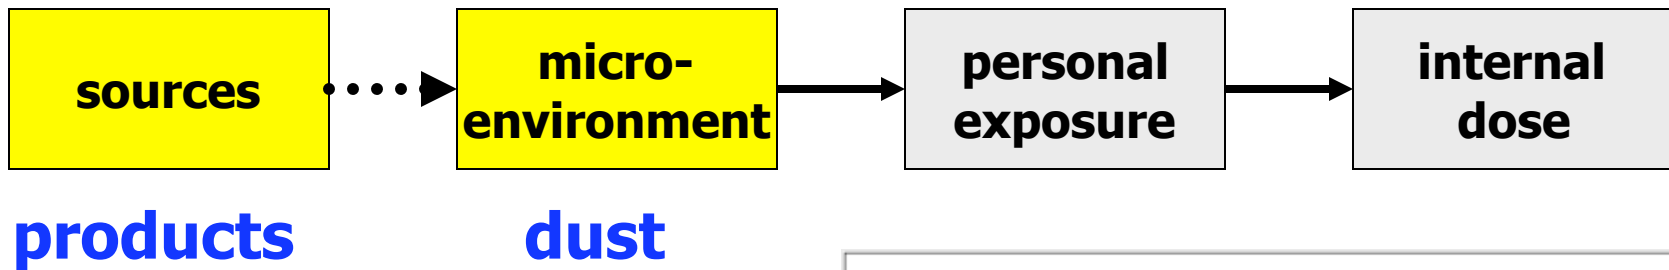 sources
micro-
environment
personal
exposure
internal
dose
products
dust